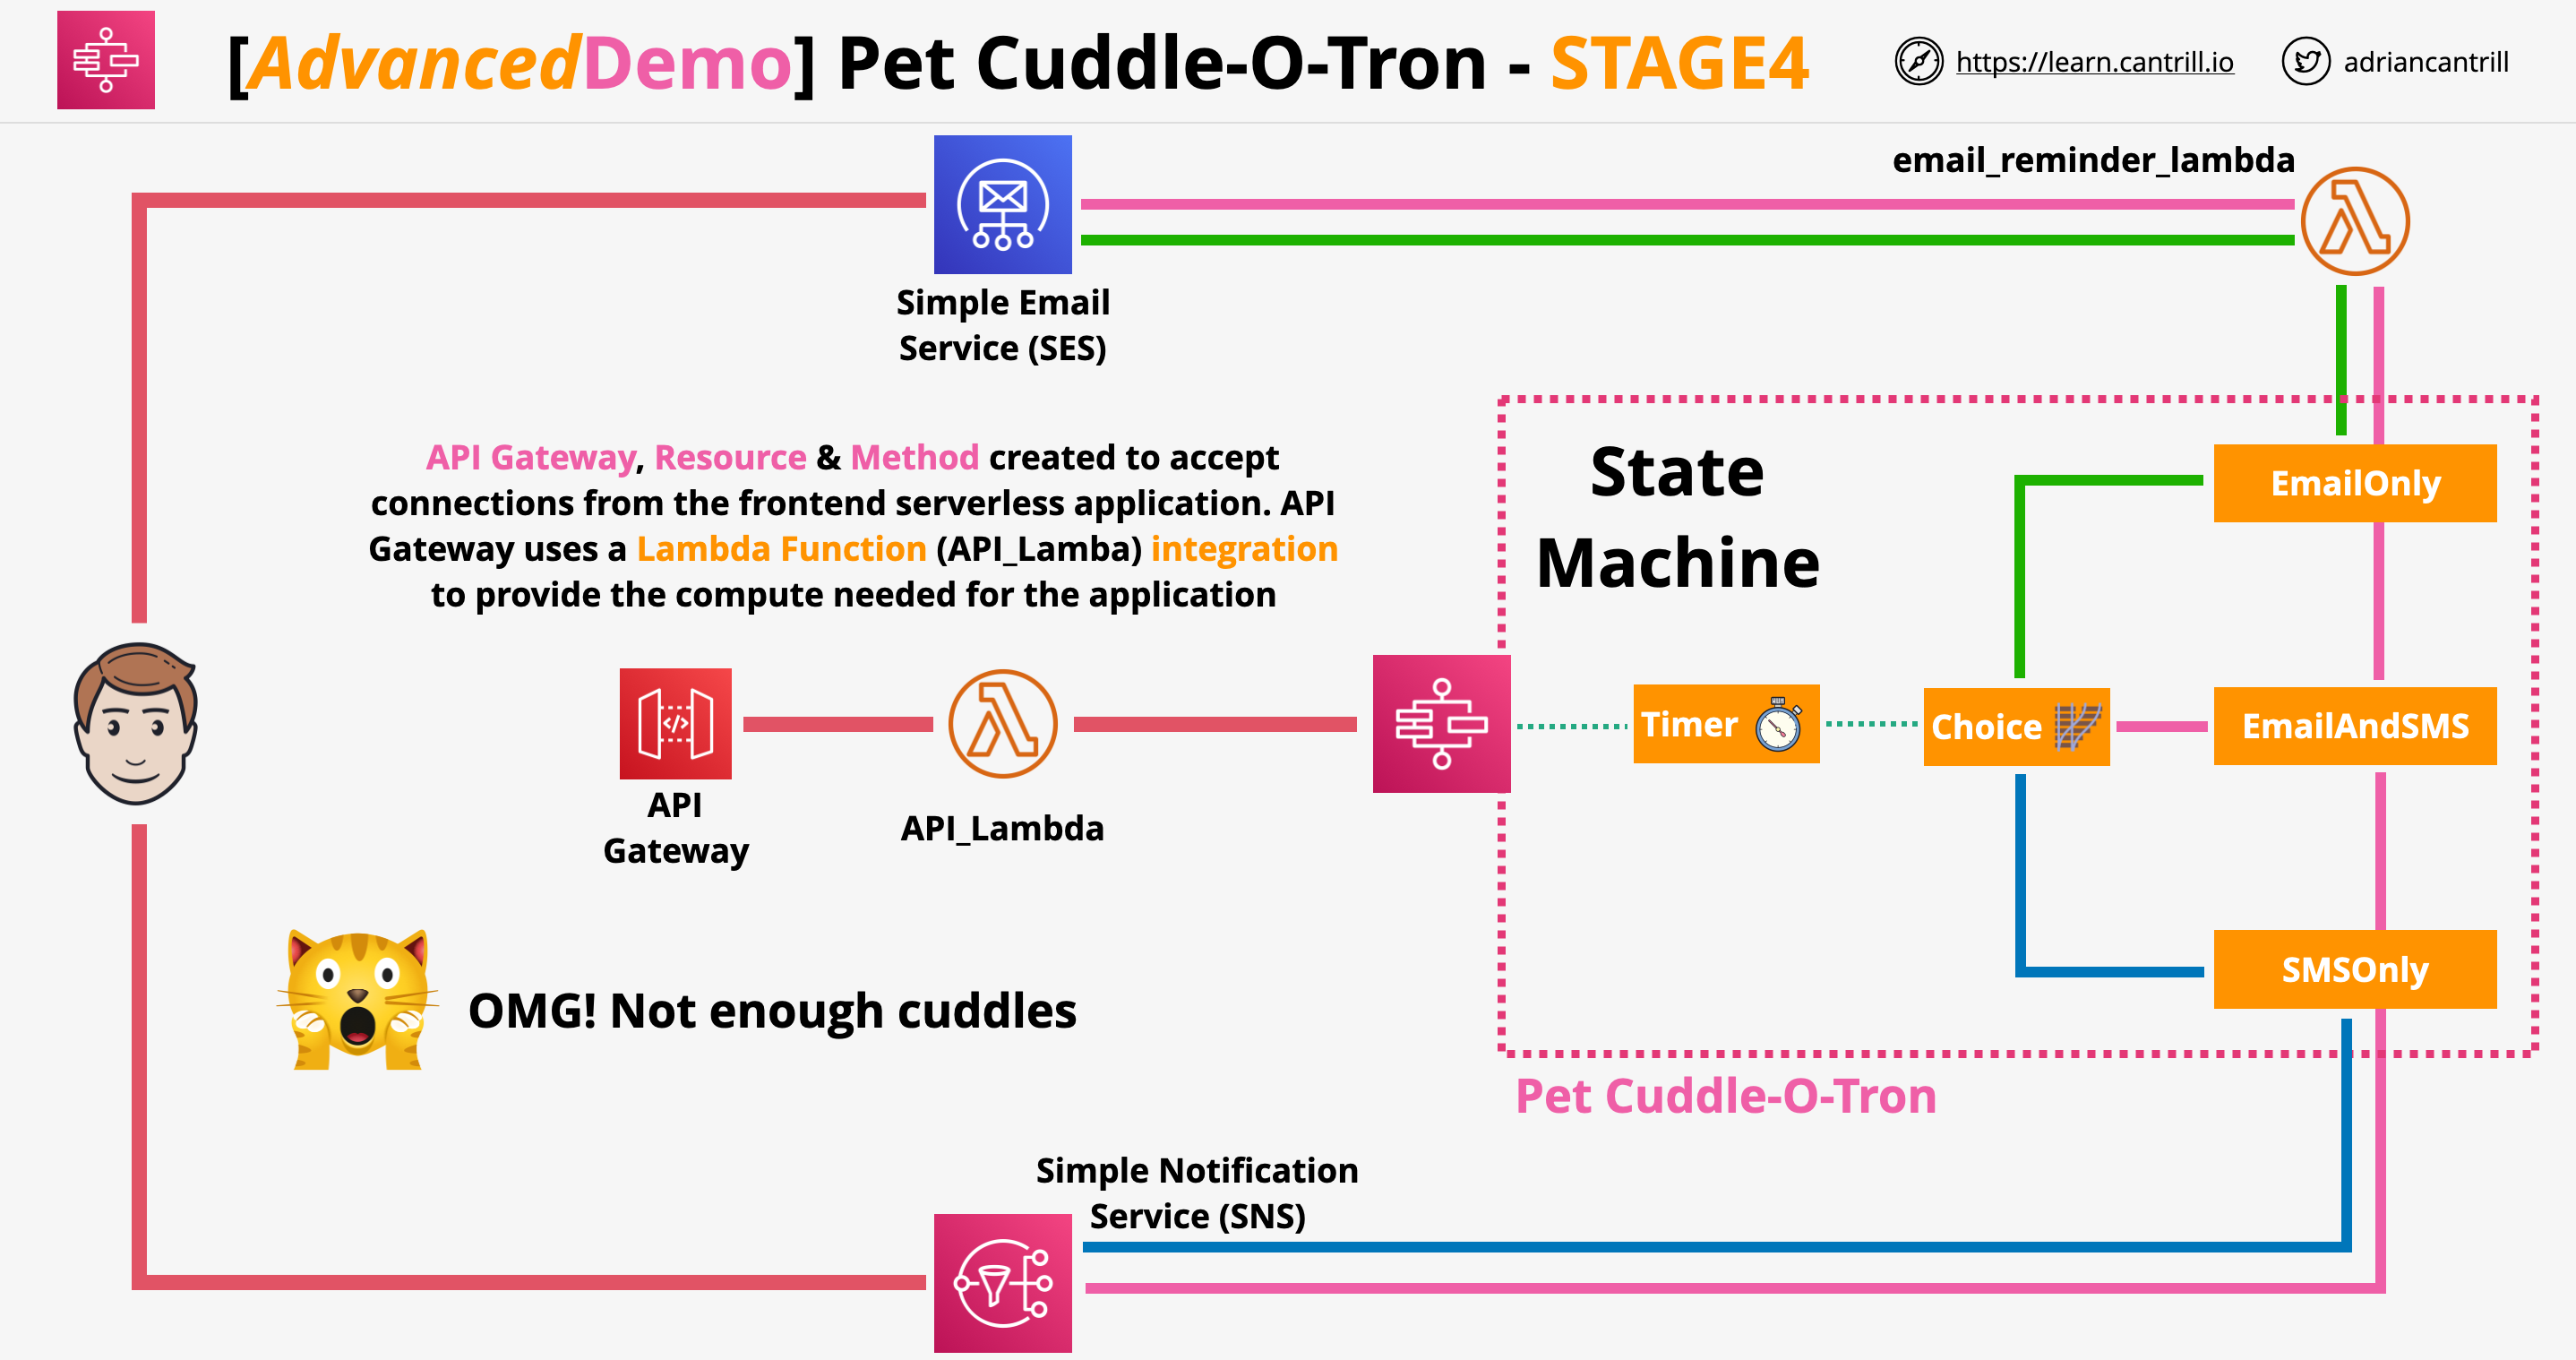 [AdvancedDemo] Pet Cuddle-O-Tron - STAGE4
https://learn.cantrill.io
adriancantrill
email_reminder_lambda
Simple Email
Service (SES)
API Gateway, Resource & Method created to accept
connections from the frontend serverless application. API
Gateway uses a Lambda Function (API_Lamba) integration
to provide the compute needed for the application
State
Machine
EmailOnly
Timer
Choice
EmailAndSMS
API
Gateway
API_Lambda
SMSOnly
OMG! Not enough cuddles
Pet Cuddle-O-Tron
Simple Notification
Service (SNS)